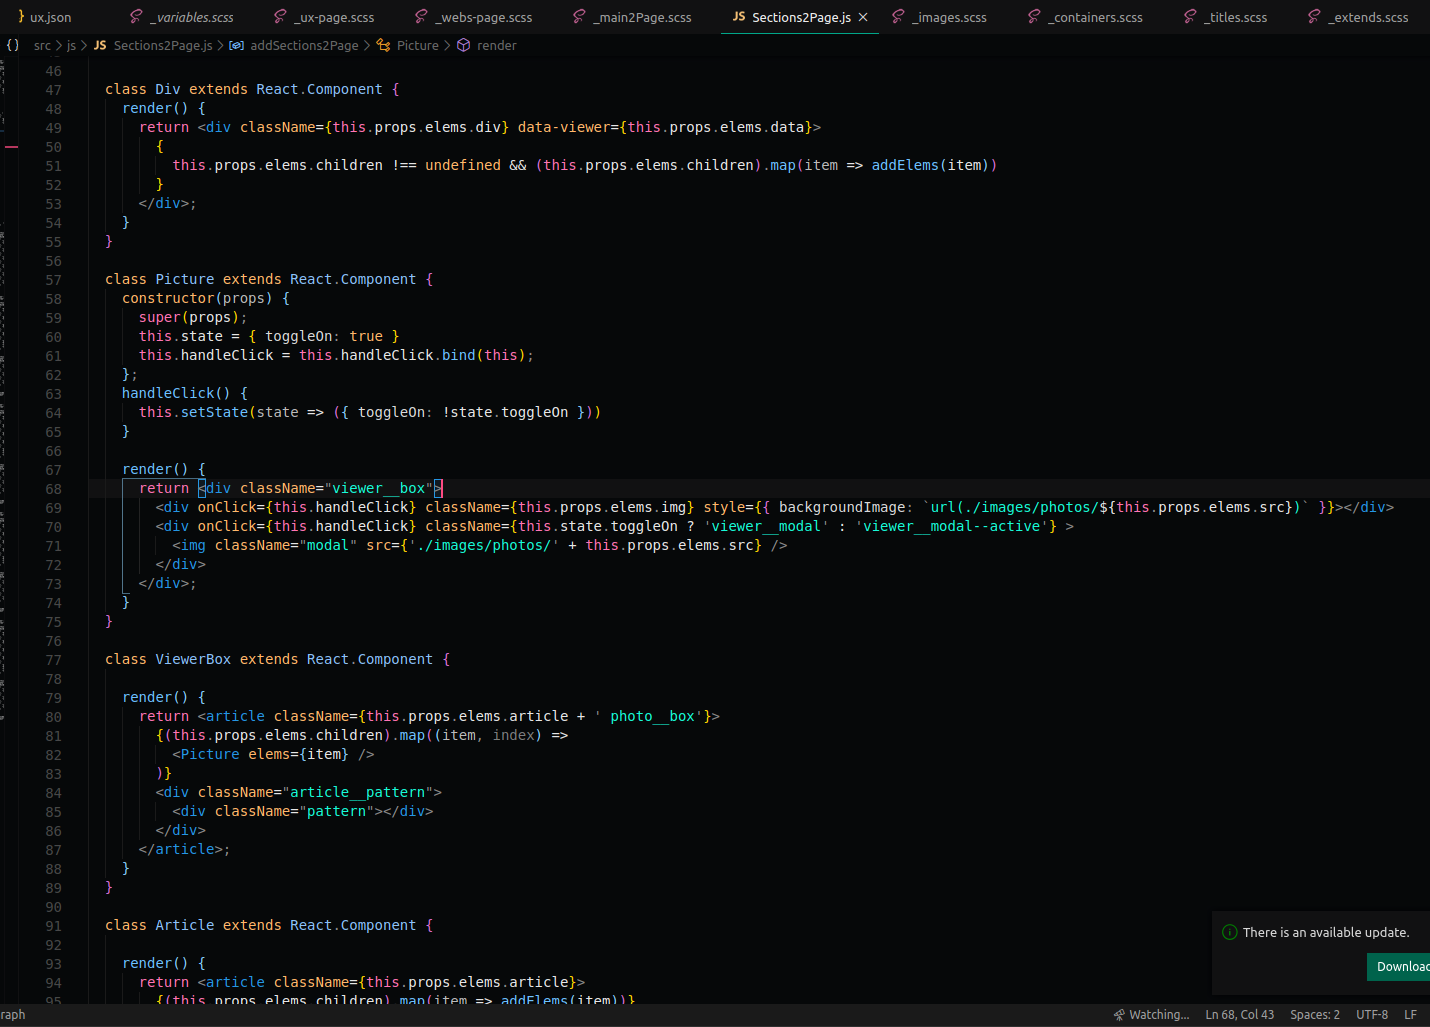 } ux.json _variables.scss _ux-page.scss _webs-page.scss _main2Page.scss JS Sections2Page.js × _images.scss _containers.scss _titles.scss _extends.scss
{} src > js > JS Sections2Page.js > addSections2Page > Picture > render
46
47 class Div extends React.Component {
48 render() {
49 return <div className={this.props.elems.div} data-viewer={this.props.elems.data}>
50 {
51 this.props.elems.children !== undefined && (this.props.elems.children).map(item => addElems(item))
52 }
53 </div>;
54 }
55 }
56
57 class Picture extends React.Component {
58 constructor(props) {
59 super(props);
60 this.state = { toggleOn: true }
61 this.handleClick = this.handleClick.bind(this);
62 };
63 handleClick() {
64 this.setState(state => ({ toggleOn: !state.toggleOn }))
65 }
66
67 render() {
68 return <div className="viewer__box">
69 <div onClick={this.handleClick} className={this.props.elems.img} style={{ backgroundImage: `url(./images/photos/${this.props.elems.src})` }}></div>
70 <div onClick={this.handleClick} className={this.state.toggleOn ? 'viewer__modal' : 'viewer__modal--active'} >
71 <img className="modal" src={'./images/photos/' + this.props.elems.src} />
72 </div>
73 </div>;
74 }
75 }
76
77 class ViewerBox extends React.Component {
78
79 render() {
80 return <article className={this.props.elems.article + ' photo__box'}>
81 {(this.props.elems.children).map((item, index) =>
82 <Picture elems={item} />
83 )}
84 <div className="article__pattern">
85 <div className="pattern"></div>
86 </div>
87 </article>;
88 }
89 }
90
91 class Article extends React.Component {
92
93 render() {
94 return <article className={this.props.elems.article}>
95 {(this.props.elems.children).map(item => addElems(item))}
There is an available update.
Download
raph Watching... Ln 68, Col 43 Spaces: 2 UTF-8 LF